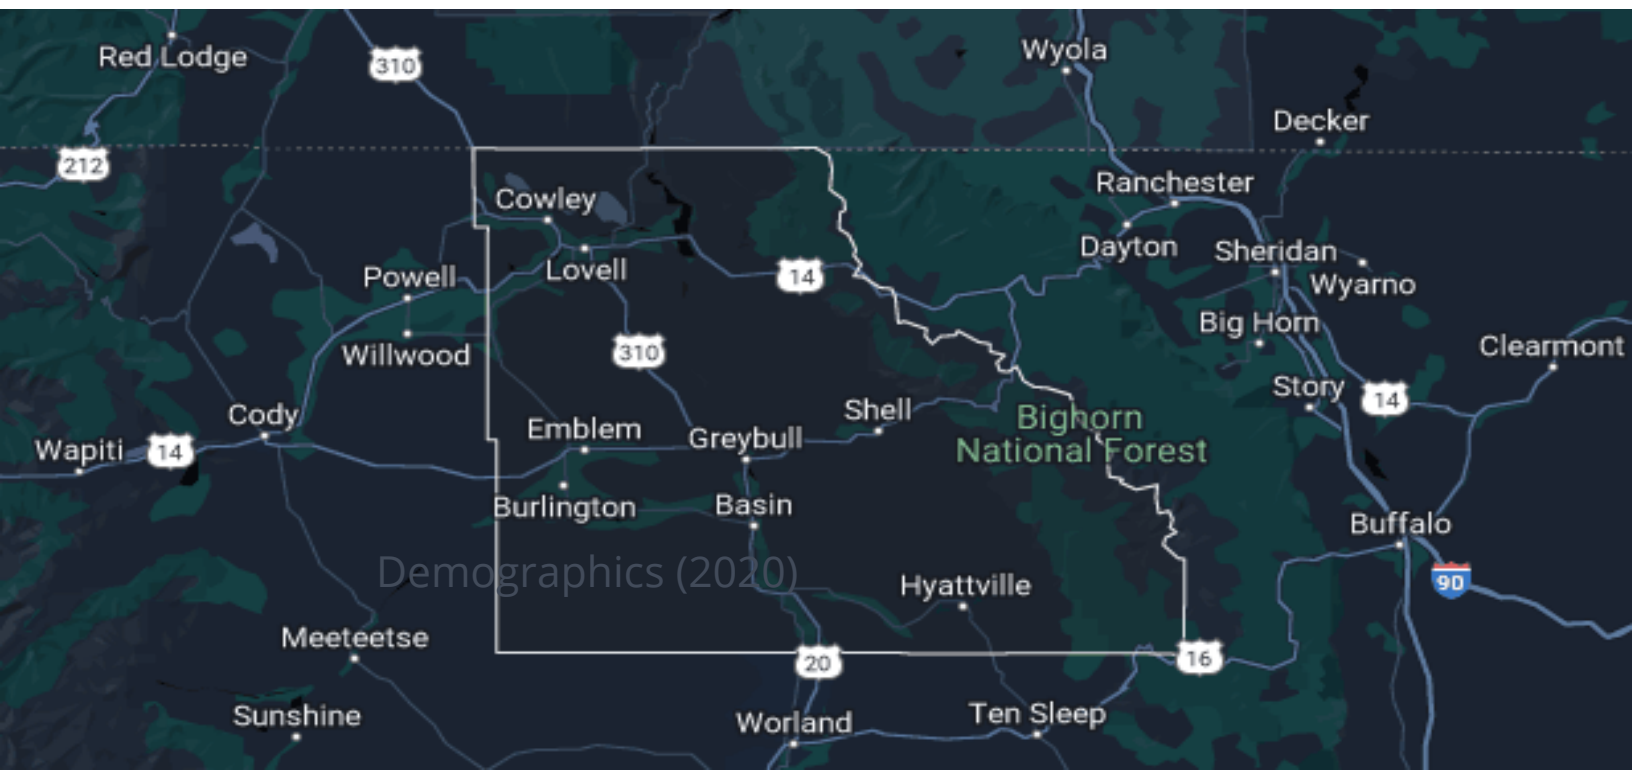 Wyola
Red Lodge
310
Decker
212
Ranchester
Cowley
Dayton
Sheridan
Powell
Lovell
14
Wyarno
Big Horn
Willwood
310
Clearmont
Story
14
Cody
Shell
Bighorn
National Forest
Emblem
Greybull
Wapiti
14
Burlington
Basin
Buffalo
Demographics (2020)
Hyattville
90
Meeteetse
20
16
Sunshine
Worland
Ten Sleep